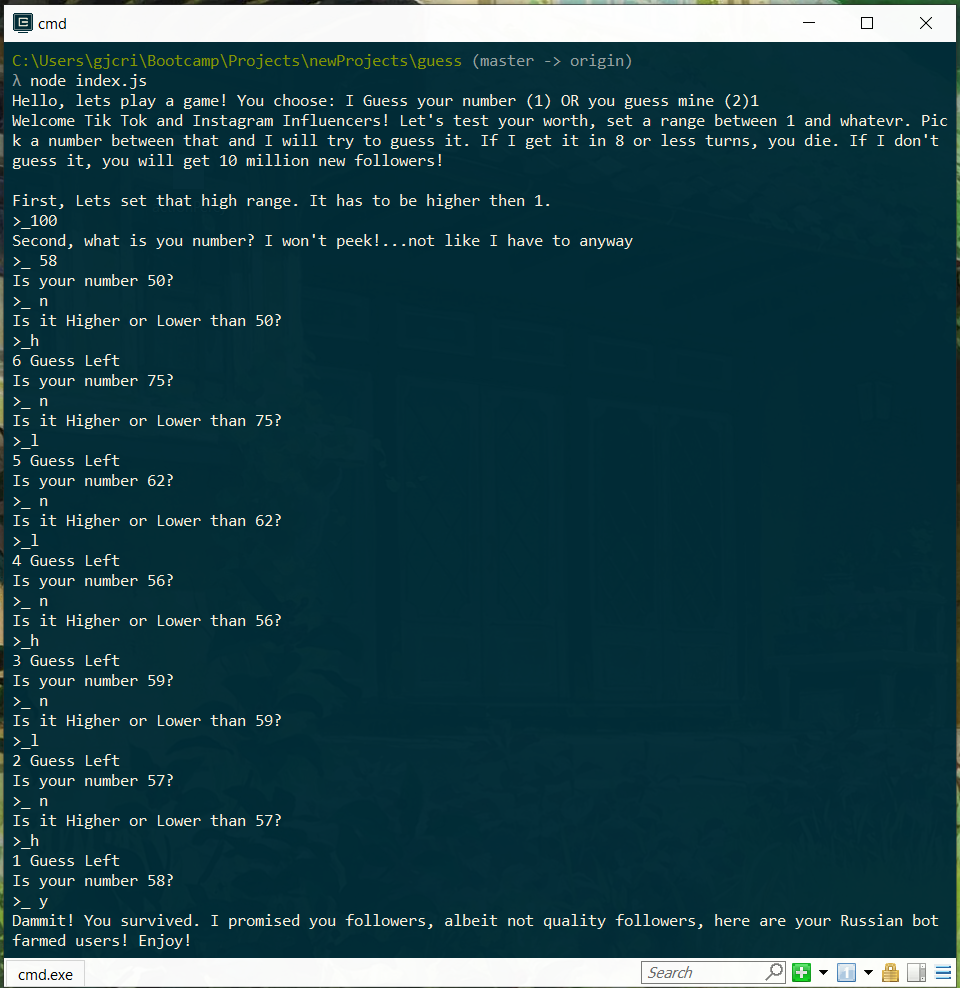 cmd
C:\Users\gjcri\Bootcamp\Projects\newProjects\guess (master -> origin)
λ node index.js
Hello, lets play a game! You choose: I Guess your number (1) OR you guess mine (2)1
Welcome Tik Tok and Instagram Influencers! Let's test your worth, set a range between 1 and whatevr. Pic
k a number between that and I will try to guess it. If I get it in 8 or less turns, you die. If I don't
guess it, you will get 10 million new followers!
First, Lets set that high range. It has to be higher then 1.
>_100
Second, what is you number? I won't peek!...not like I have to anyway
>_ 58
Is your number 50?
>_ n
Is it Higher or Lower than 50?
>_h
6 Guess Left
Is your number 75?
>_ n
Is it Higher or Lower than 75?
>_l
5 Guess Left
Is your number 62?
>_ n
Is it Higher or Lower than 62?
>_l
4 Guess Left
Is your number 56?
>_ n
Is it Higher or Lower than 56?
>_h
3 Guess Left
Is your number 59?
>_ n
Is it Higher or Lower than 59?
>_l
2 Guess Left
Is your number 57?
>_ n
Is it Higher or Lower than 57?
>_h
1 Guess Left
Is your number 58?
>_ y
Dammit! You survived. I promised you followers, albeit not quality followers, here are your Russian bot
farmed users! Enjoy!
cmd.exe
Search